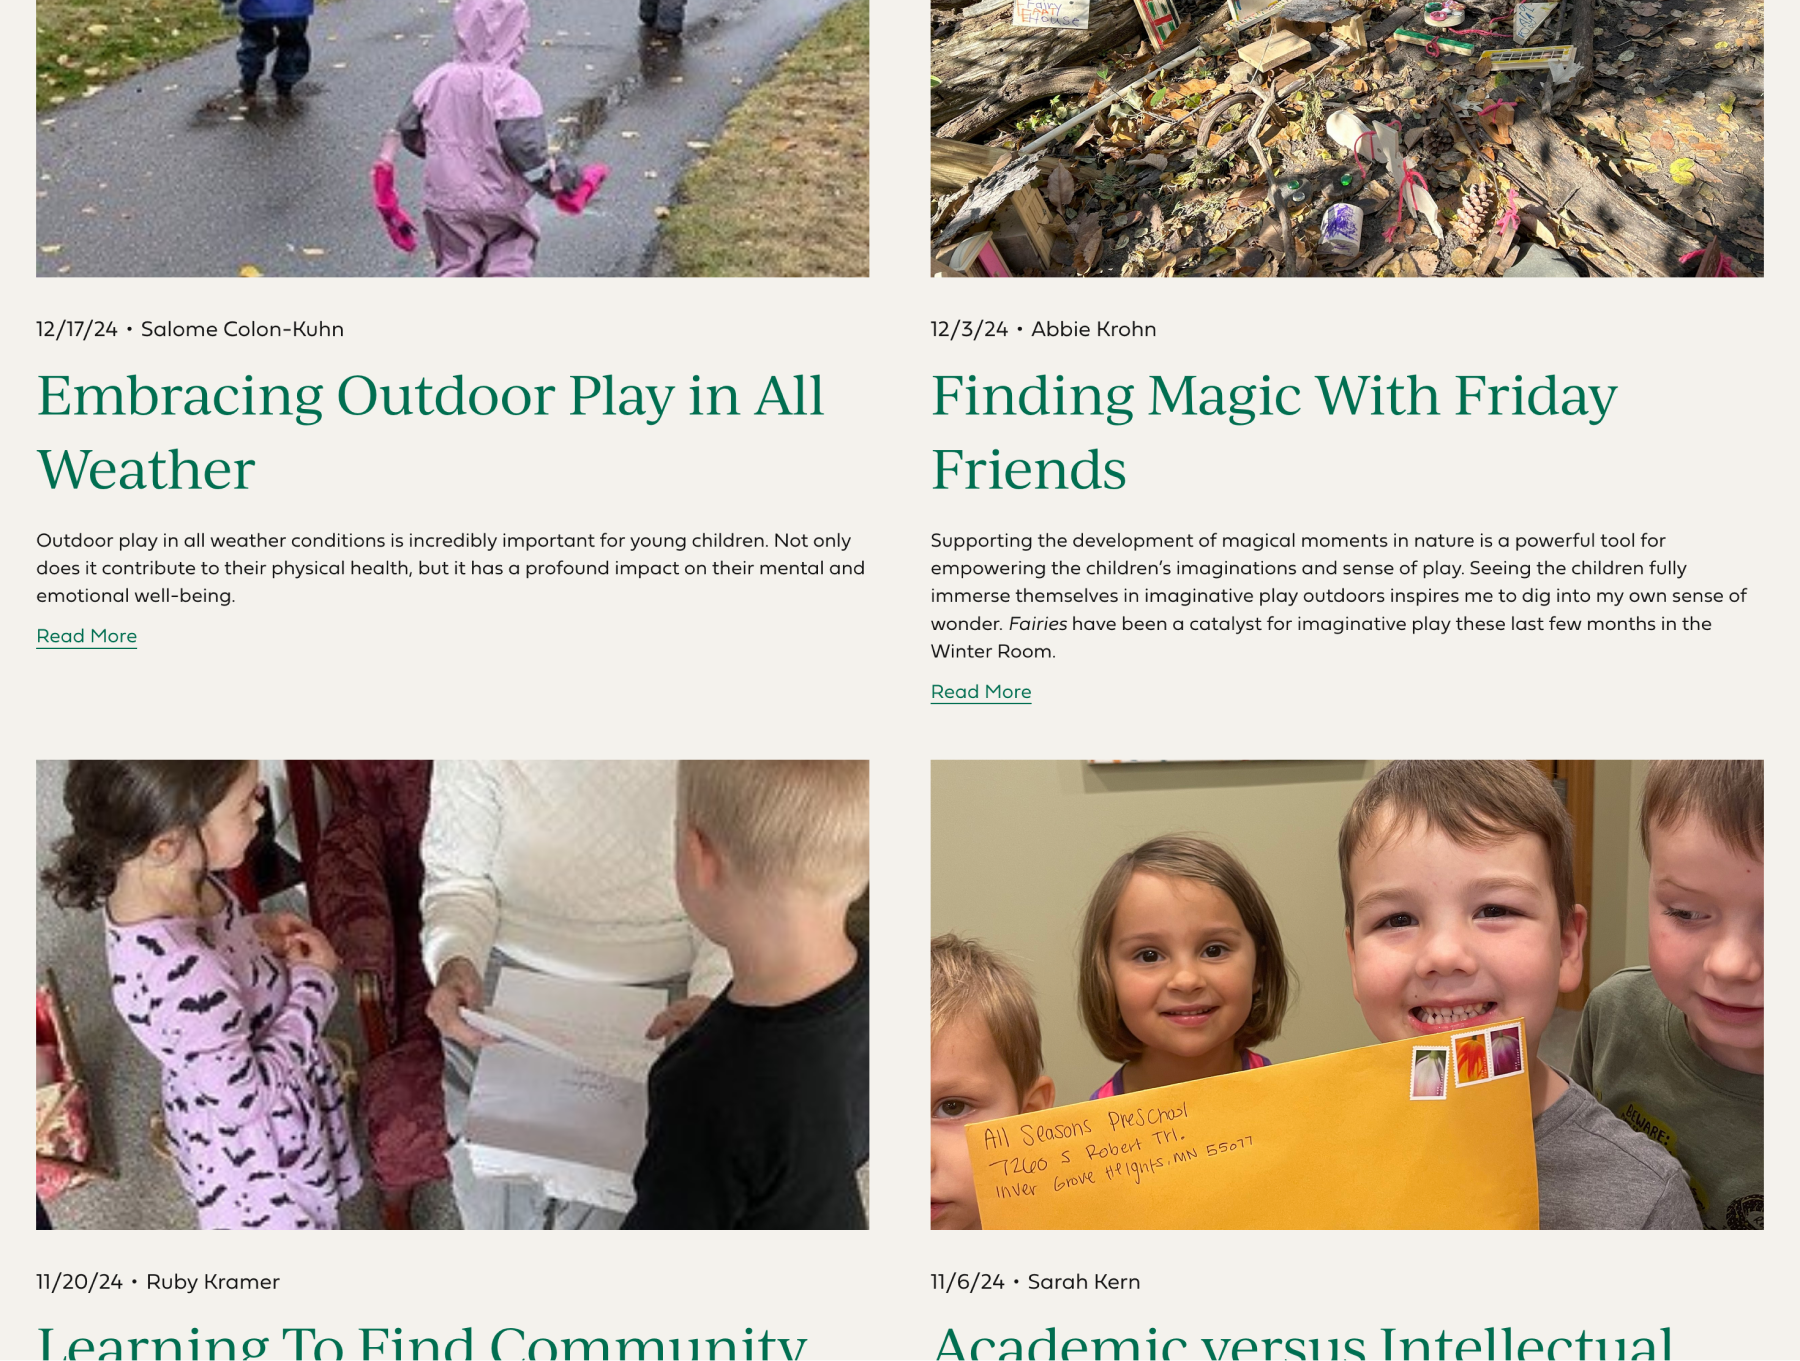 Fairy
House
12/17/24 • Salome Colon-Kuhn
Embracing Outdoor Play in All
Weather
Outdoor play in all weather conditions is incredibly important for young children. Not only
does it contribute to their physical health, but it has a profound impact on their mental and
emotional well-being.
Read More
12/3/24 • Abbie Krohn
Finding Magic With Friday
Friends
Supporting the development of magical moments in nature is a powerful tool for
empowering the children’s imaginations and sense of play. Seeing the children fully
immerse themselves in imaginative play outdoors inspires me to dig into my own sense of
wonder. Fairies have been a catalyst for imaginative play these last few months in the
Winter Room.
Read More
All Seasons PreSchool
7260 S Robert Trl.
Inver Grove Heights, MN 55077
BEWARE:
11/20/24 • Ruby Kramer
Learning To Find Community
11/6/24 • Sarah Kern
Academic versus Intellectual